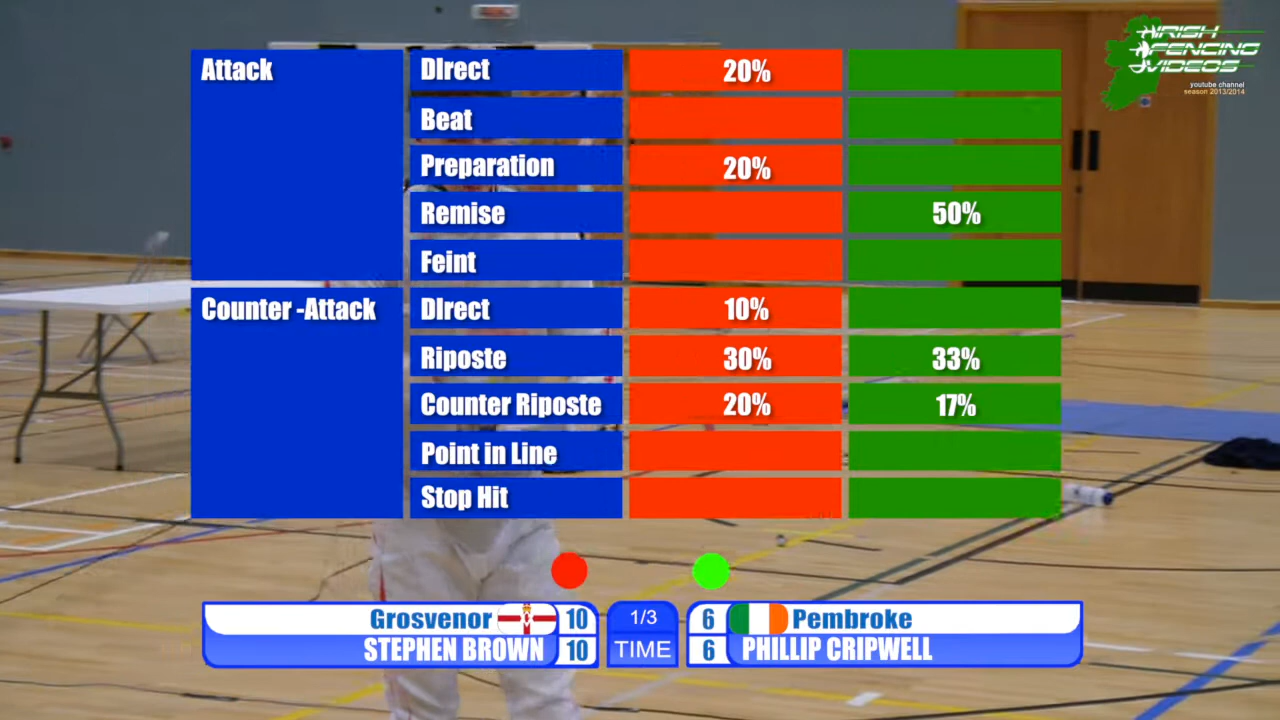 IRISH
FENCING
VIDEOS
youtube channel
season 2013/2014
Attack DIrect 20%
Beat
Preparation 20%
Remise 50%
Feint
Counter -Attack DIrect 10%
Riposte 30% 33%
Counter Riposte 20% 17%
Point in Line
Stop Hit
Grosvenor 10 1/3 6 Pembroke
STEPHEN BROWN 10 TIME 6 PHILLIP CRIPWELL